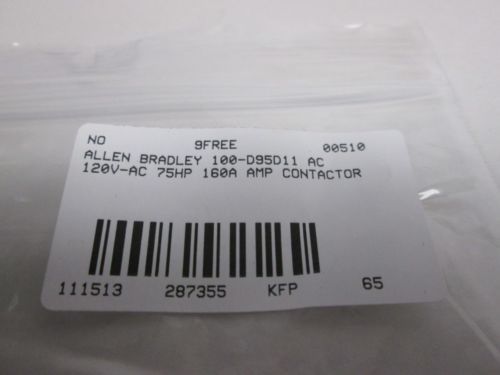 NO 9FREE 00510
ALLEN BRADLEY 100-D95D11 AC
120V-AC 75HP 160A AMP CONTACTOR
111513 287355 KFP 65